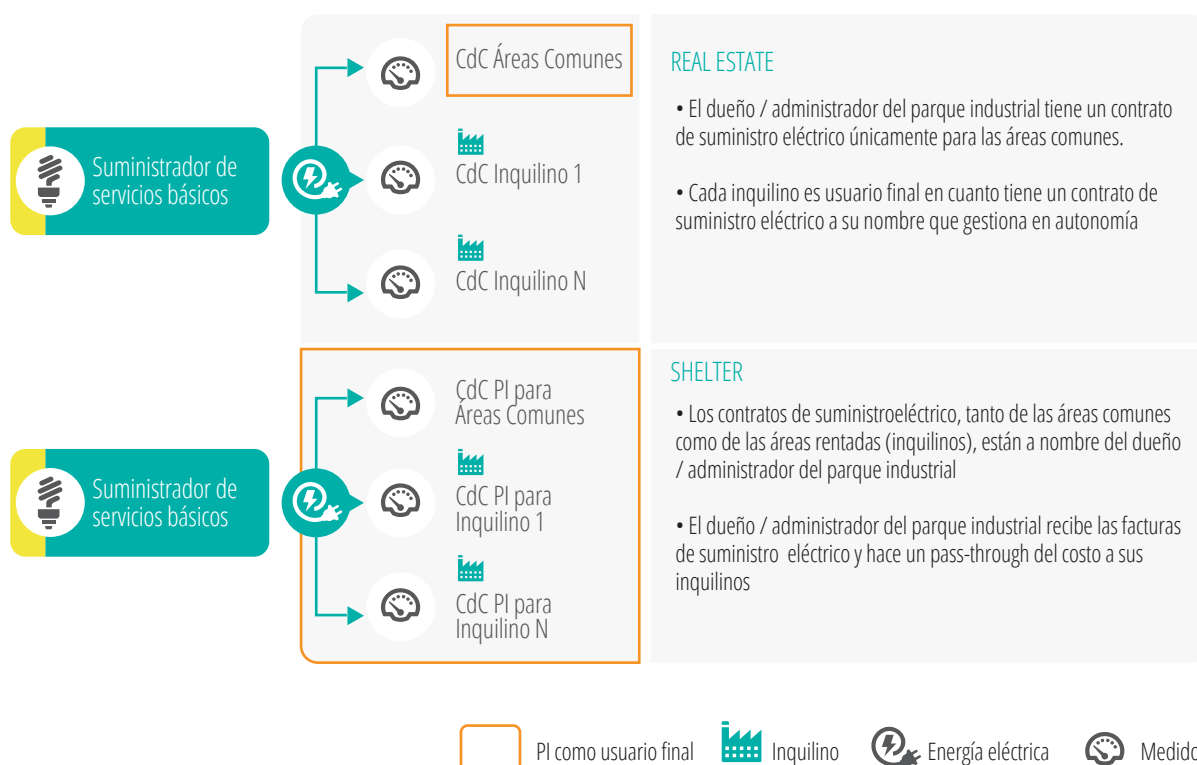 Suministrador de
servicios básicos
CdC Áreas Comunes
CdC Inquilino 1
CdC Inquilino N
REAL ESTATE
• El dueño / administrador del parque industrial tiene un contrato
de suministro eléctrico únicamente para las áreas comunes.
• Cada inquilino es usuario final en cuanto tiene un contrato de
suministro eléctrico a su nombre que gestiona en autonomía
Suministrador de
servicios básicos
CdC PI para
Áreas Comunes
CdC PI para
Inquilino 1
CdC PI para
Inquilino N
SHELTER
• Los contratos de suministroeléctrico, tanto de las áreas comunes
como de las áreas rentadas (inquilinos), están a nombre del dueño
/ administrador del parque industrial
• El dueño / administrador del parque industrial recibe las facturas
de suministro eléctrico y hace un pass-through del costo a sus
inquilinos
PI como usuario final
Inquilino
Energía eléctrica
Medido